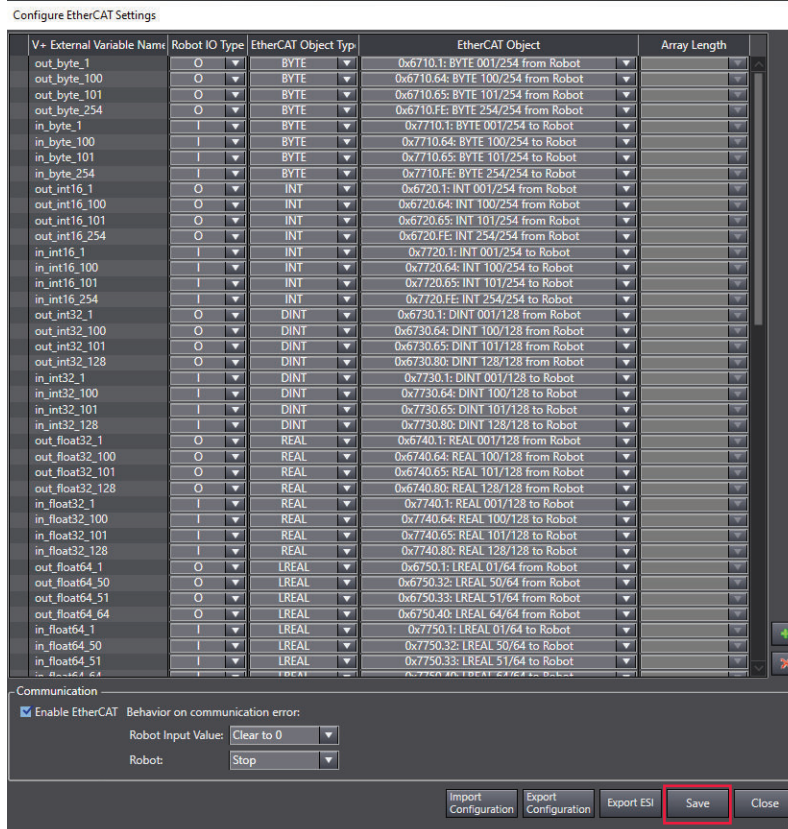 Configure EtherCAT Settings
V+ External Variable Name Robot IO Type EtherCAT Object Typ EtherCAT Object Array Length
out_byte_1 O BYTE 0x6710.1: BYTE 001/254 from Robot
out_byte_100 O BYTE 0x6710.64: BYTE 100/254 from Robot
out_byte_101 O BYTE 0x6710.65: BYTE 101/254 from Robot
out_byte_254 O BYTE 0x6710.FE: BYTE 254/254 from Robot
in_byte_1 I BYTE 0x7710.1: BYTE 001/254 to Robot
in_byte_100 I BYTE 0x7710.64: BYTE 100/254 to Robot
in_byte_101 I BYTE 0x7710.65: BYTE 101/254 to Robot
in_byte_254 I BYTE 0x7710.FE: BYTE 254/254 to Robot
out_int16_1 O INT 0x6720.1: INT 001/254 from Robot
out_int16_100 O INT 0x6720.64: INT 100/254 from Robot
out_int16_101 O INT 0x6720.65: INT 101/254 from Robot
out_int16_254 O INT 0x6720.FE: INT 254/254 from Robot
in_int16_1 I INT 0x7720.1: INT 001/254 to Robot
in_int16_100 I INT 0x7720.64: INT 100/254 to Robot
in_int16_101 I INT 0x7720.65: INT 101/254 to Robot
in_int16_254 I INT 0x7720.FE: INT 254/254 to Robot
out_int32_1 O DINT 0x6730.1: DINT 001/128 from Robot
out_int32_100 O DINT 0x6730.64: DINT 100/128 from Robot
out_int32_101 O DINT 0x6730.65: DINT 101/128 from Robot
out_int32_128 O DINT 0x6730.80: DINT 128/128 from Robot
in_int32_1 I DINT 0x7730.1: DINT 001/128 to Robot
in_int32_100 I DINT 0x7730.64: DINT 100/128 to Robot
in_int32_101 I DINT 0x7730.65: DINT 101/128 to Robot
in_int32_128 I DINT 0x7730.80: DINT 128/128 to Robot
out_float32_1 O REAL 0x6740.1: REAL 001/128 from Robot
out_float32_100 O REAL 0x6740.64: REAL 100/128 from Robot
out_float32_101 O REAL 0x6740.65: REAL 101/128 from Robot
out_float32_128 O REAL 0x6740.80: REAL 128/128 from Robot
in_float32_1 I REAL 0x7740.1: REAL 001/128 to Robot
in_float32_100 I REAL 0x7740.64: REAL 100/128 to Robot
in_float32_101 I REAL 0x7740.65: REAL 101/128 to Robot
in_float32_128 I REAL 0x7740.80: REAL 128/128 to Robot
out_float64_1 O LREAL 0x6750.1: LREAL 01/64 from Robot
out_float64_50 O LREAL 0x6750.32: LREAL 50/64 from Robot
out_float64_51 O LREAL 0x6750.33: LREAL 51/64 from Robot
out_float64_64 O LREAL 0x6750.40: LREAL 64/64 from Robot
in_float64_1 I LREAL 0x7750.1: LREAL 01/64 to Robot
in_float64_50 I LREAL 0x7750.32: LREAL 50/64 to Robot
in_float64_51 I LREAL 0x7750.33: LREAL 51/64 to Robot
in_float64_64 I LREAL 0x7750.40: LREAL 64/64 to Robot
Communication
Enable EtherCAT Behavior on communication error:
Robot Input Value: Clear to 0
Robot: Stop
Import Configuration Export Configuration Export ESI Save Close